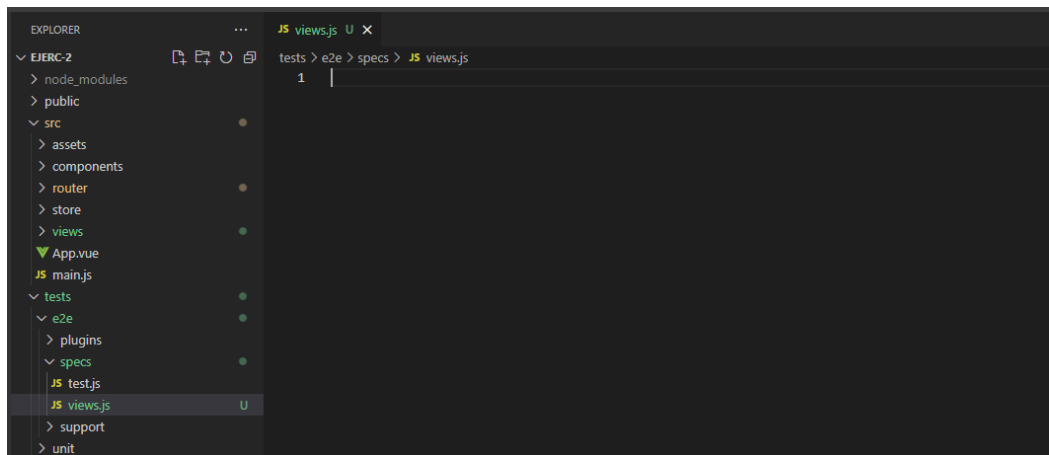 EXPLORER
EJERC-2
node_modules
public
src
assets
components
router
store
views
App.vue
JS main.js
tests
e2e
plugins
specs
JS test.js
JS views.js U
support
unit
JS views.js U
tests > e2e > specs > JS views.js
1